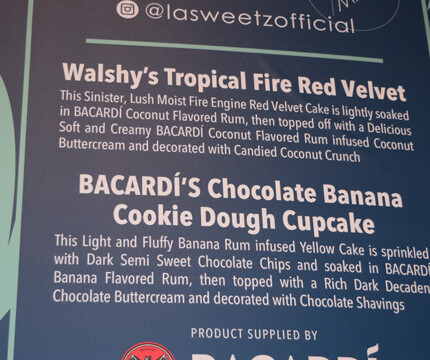 @lasweetzofficial
Walshy's Tropical Fire Red Velvet
This Sinister, Lush Moist Fire Engine Red Velvet Cake is lightly soaked
in BACARDÍ Coconut Flavored Rum, then topped off with a Delicious
Soft and Creamy BACARDÍ Coconut Flavored Rum infused Coconut
Buttercream and decorated with Candied Coconut Crunch
BACARDÍ'S Chocolate Banana
Cookie Dough Cupcake
This Light and Fluffy Banana Rum infused Yellow Cake is sprinkled
with Dark Semi Sweet Chocolate Chips and soaked in BACARDÍ
Banana Flavored Rum, then topped with a Rich Dark Decaden
Chocolate Buttercream and decorated with Chocolate Shavings
PRODUCT SUPPLIED BY
BACARDÍ